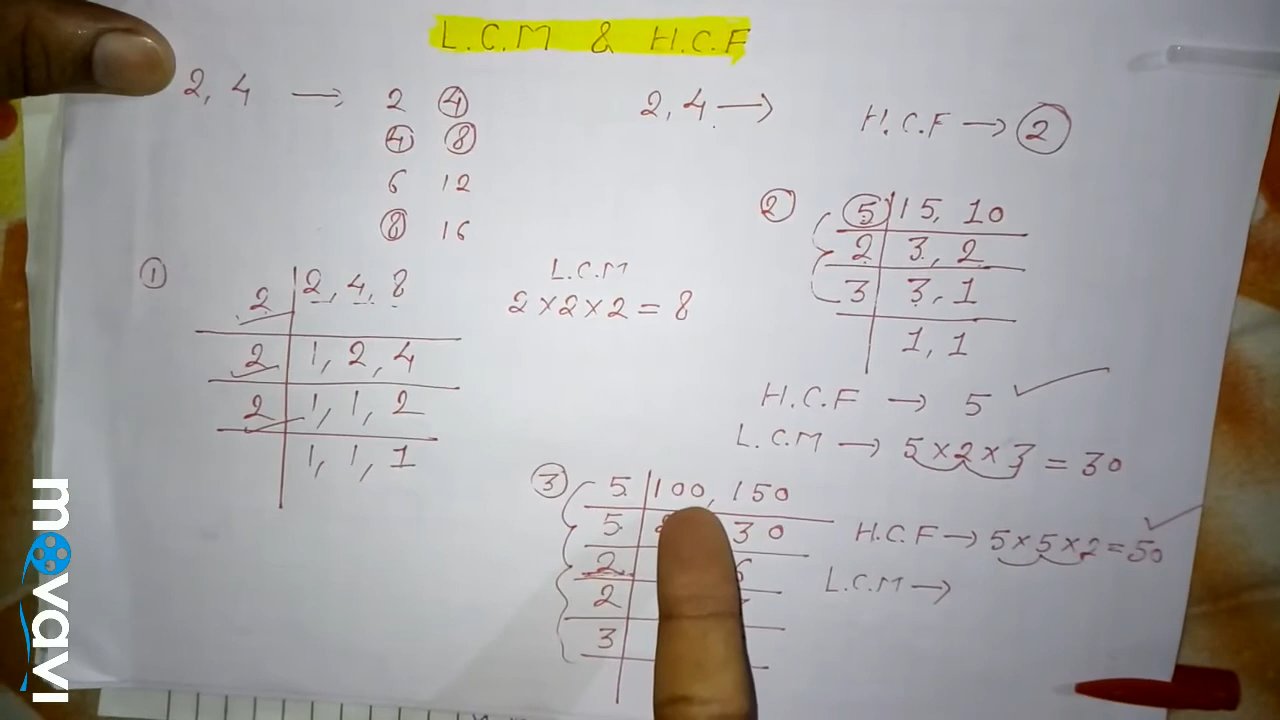 L.C.M & H.C.F
2, 4 → 2 ④
④ ⑧
6 12
⑧ 16
2, 4. → H.C.F → ②
① 2 | 2, 4, 8
2 | 1, 2, 4
2 | 1, 1, 2
1, 1, 1
L.C.M
2×2×2 = 8
② ⑤ | 15, 10
2 | 3, 2
3 | 3, 1
1, 1
H.C.F → 5 ✓
L.C.M → 5×2×3 = 30
③ 5 | 100, 150
5 | 30
2 | 6
2
3
H.C.F → 5×5×2=50 ✓
L.C.M →
movavi